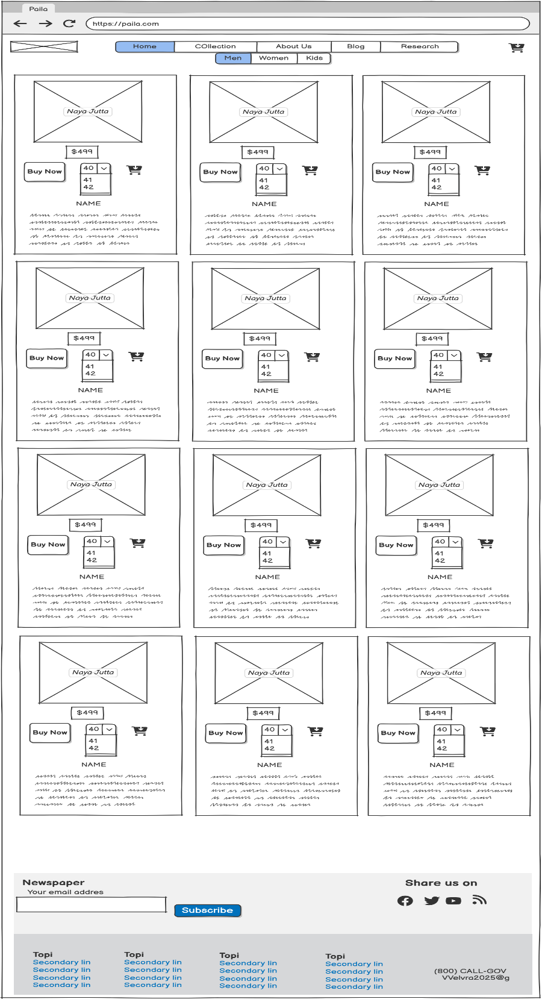 Paila
https://paila.com
Home COllection About Us Blog Research
Men Women Kids
Naya Jutta Naya Jutta Naya Jutta
$499 $499 $499
Buy Now 40 Buy Now 40 Buy Now 40
41 41 41
42 42 42
NAME NAME NAME
Naya Jutta Naya Jutta Naya Jutta
$499 $499 $499
Buy Now 40 Buy Now 40 Buy Now 40
41 41 41
42 42 42
NAME NAME NAME
Naya Jutta Naya Jutta Naya Jutta
$499 $499 $499
Buy Now 40 Buy Now 40 Buy Now 40
41 41 41
42 42 42
NAME NAME NAME
Naya Jutta Naya Jutta Naya Jutta
$499 $499 $499
Buy Now 40 Buy Now 40 Buy Now 40
41 41 41
42 42 42
NAME NAME NAME
Newspaper
Your email addres
Subscribe
Share us on
Topi Topi Topi Topi
Secondary lin Secondary lin Secondary lin Secondary lin
Secondary lin Secondary lin Secondary lin Secondary lin
Secondary lin Secondary lin Secondary lin Secondary lin
Secondary lin Secondary lin Secondary lin Secondary lin
(800) CALL-GOV
VVelvra2025@g